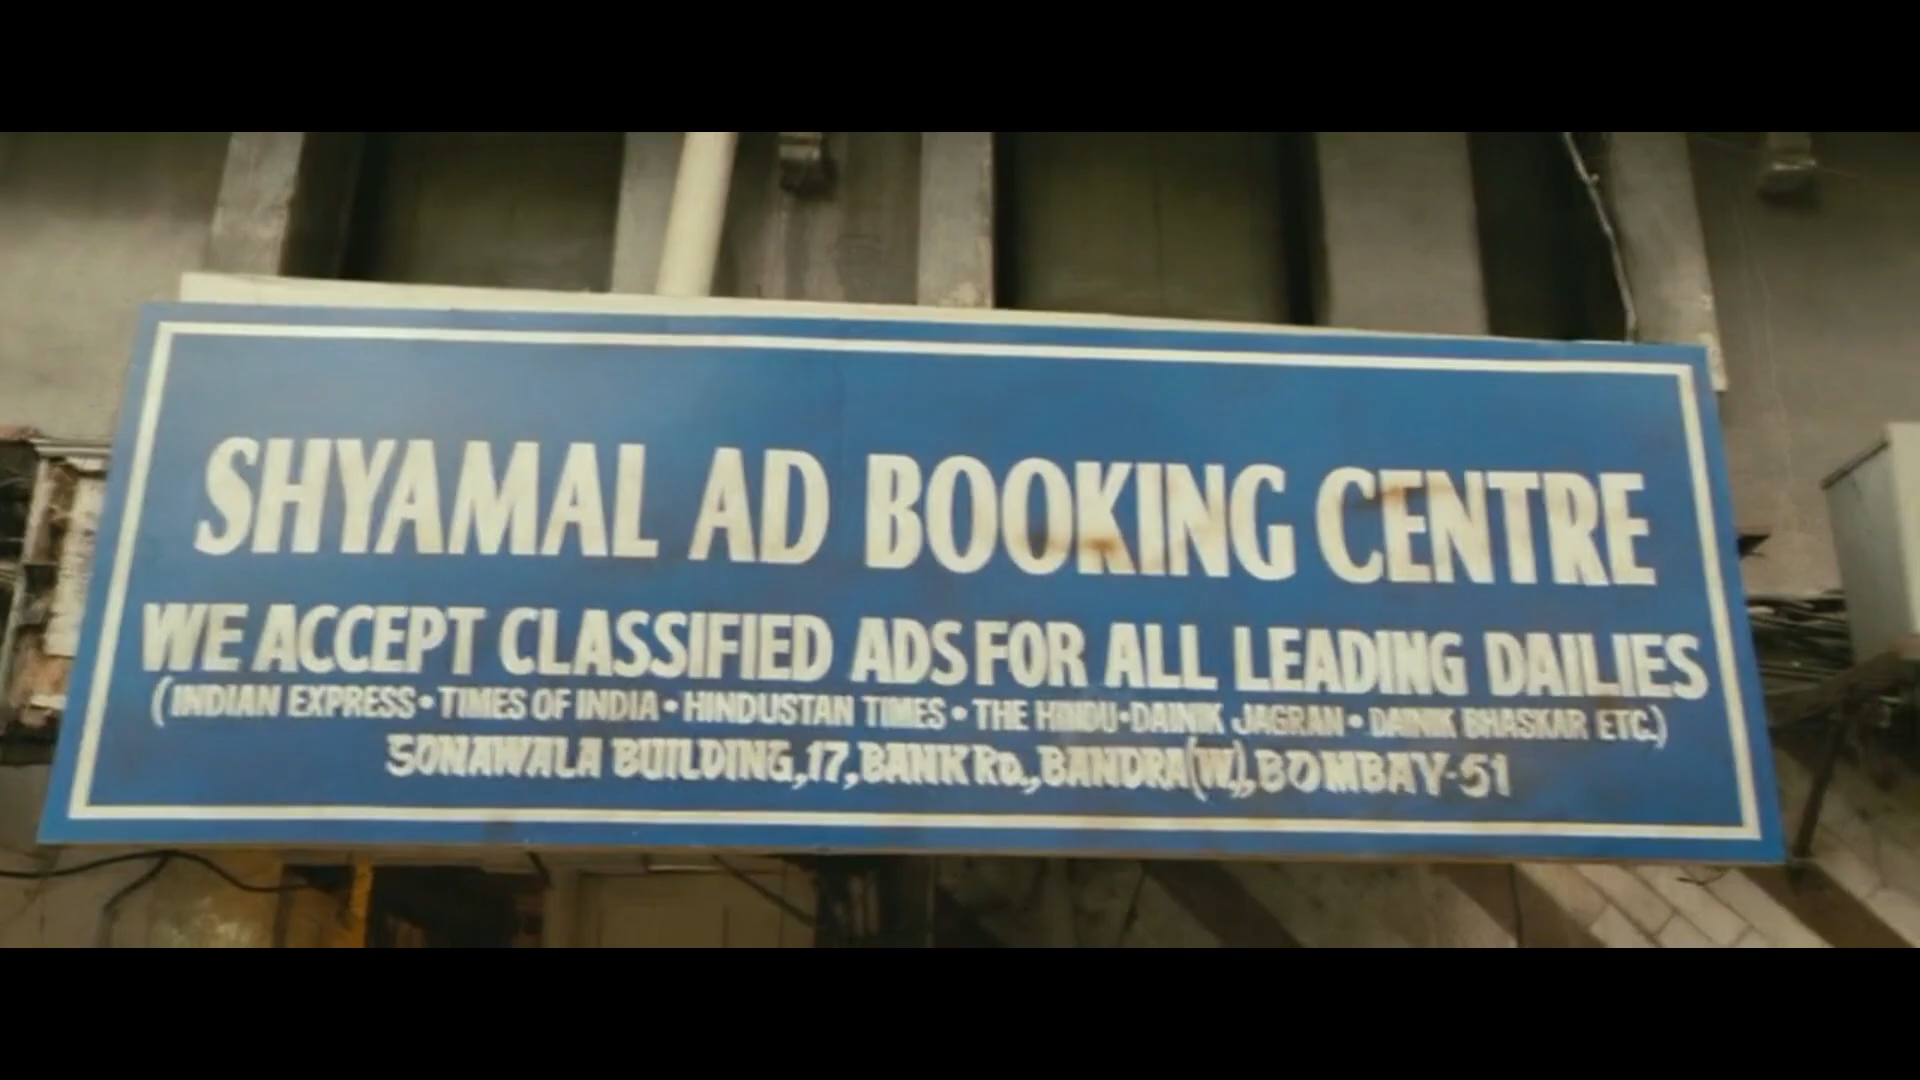 SHYAMAL AD BOOKING CENTRE
WE ACCEPT CLASSIFIED ADS FOR ALL LEADING DAILIES
(INDIAN EXPRESS • TIMES OF INDIA • HINDUSTAN TIMES • THE HINDU • DAINIK JAGRAN • DAINIK BHASKAR ETC.)
SONAWALA BUILDING, 17, BANK RD., BANDRA (W.), BOMBAY-51